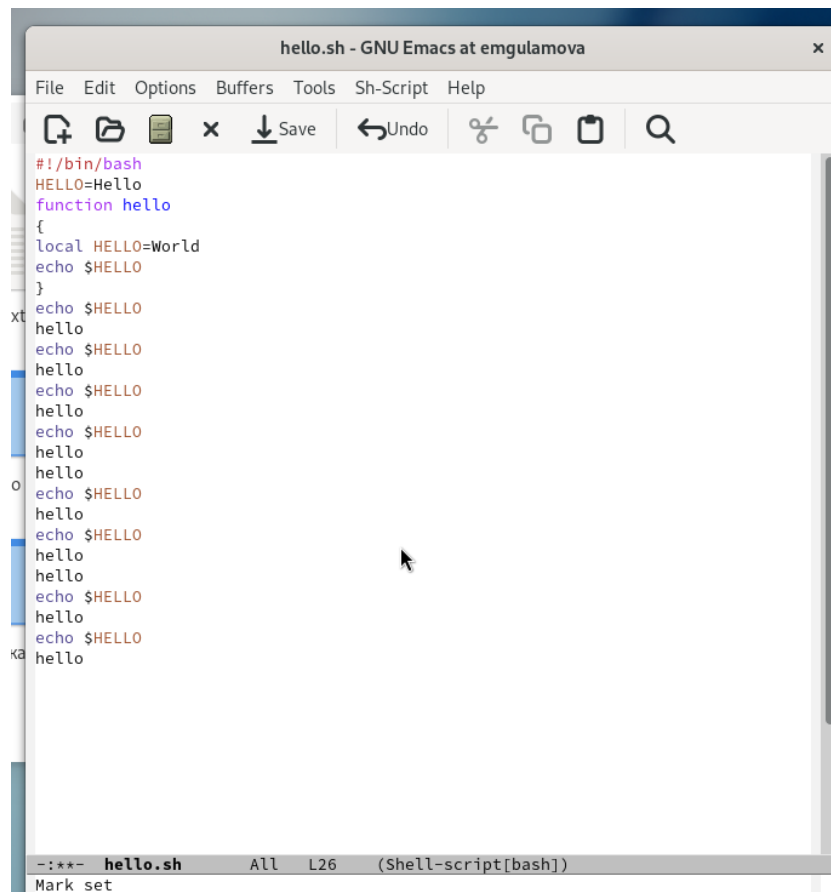 hello.sh - GNU Emacs at emgulamova ×
File Edit Options Buffers Tools Sh-Script Help
Save Undo
#!/bin/bash
HELLO=Hello
function hello
{
local HELLO=World
echo $HELLO
}
echo $HELLO
hello
echo $HELLO
hello
echo $HELLO
hello
echo $HELLO
hello
hello
echo $HELLO
hello
echo $HELLO
hello
hello
echo $HELLO
hello
echo $HELLO
hello
xt
о
ка
-:**- hello.sh All L26 (Shell-script[bash])
Mark set